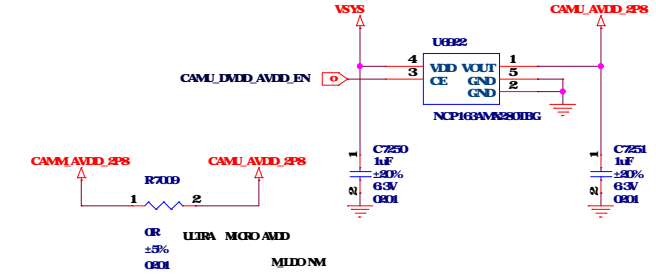 VSYS
CAMU_AVDD_2P8
U6922
4 VDD VOUT 1
3 CE GND 5
GND 2
CAMU_DVDD_AVDD_EN
NCP163AMX280TBG
1 C7250
1uF
±20%
2 6.3V
0201
1 C7251
1uF
±20%
2 6.3V
0201
CAMM_AVDD_2P8
CAMU_AVDD_2P8
R7009
1 2
0R
±5%
0201
ULTRA MICRO AVDD
M_LDO NM